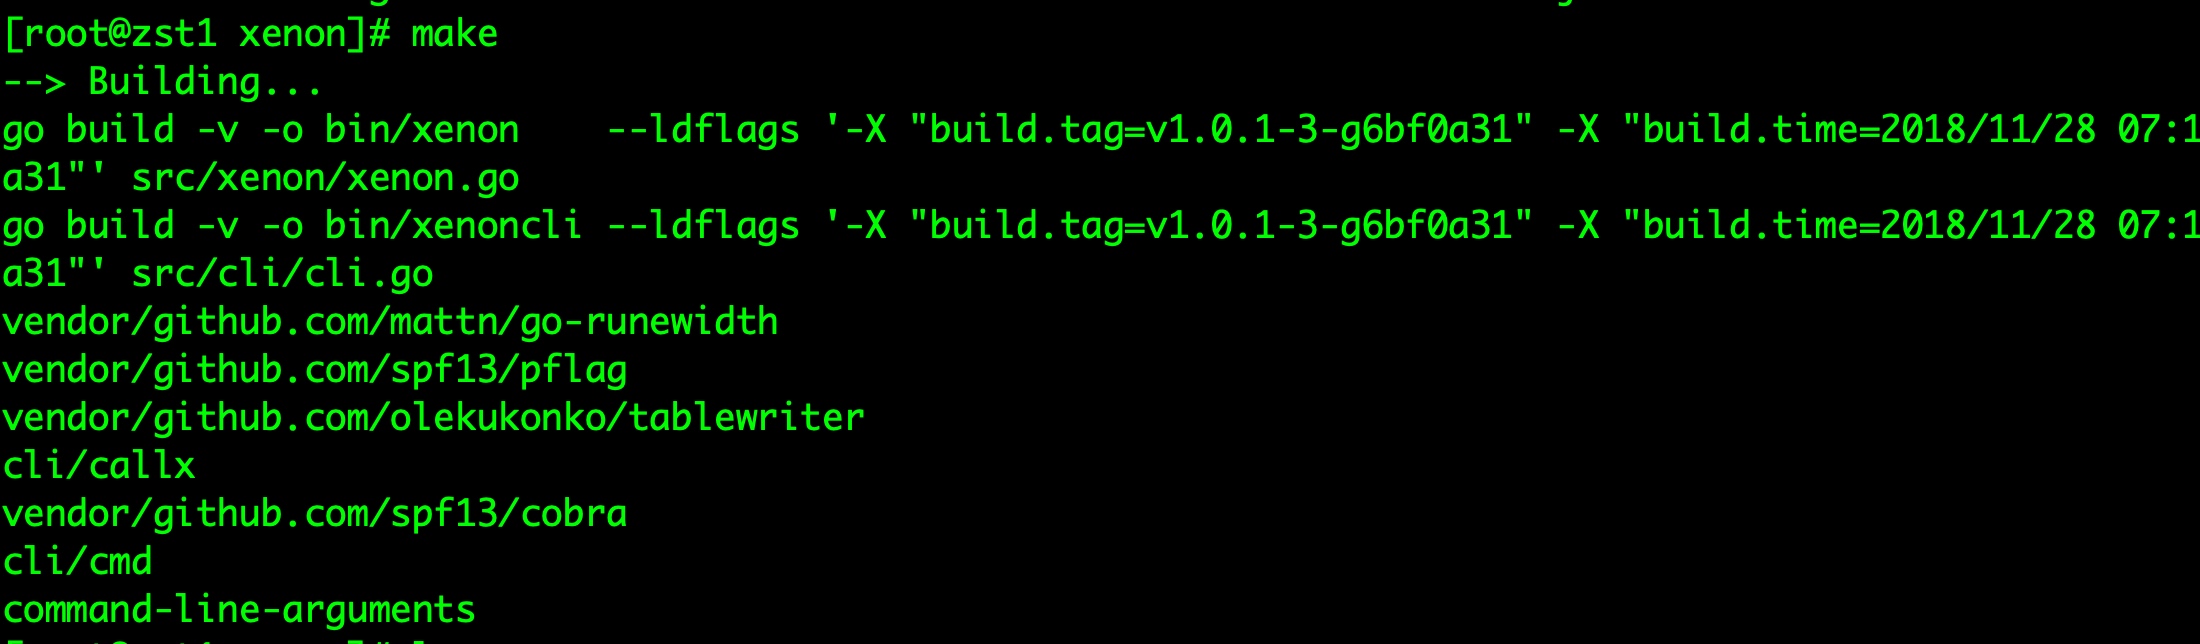 [root@zst1 xenon]# make
--> Building...
go build -v -o bin/xenon    --ldflags '-X "build.tag=v1.0.1-3-g6bf0a31" -X "build.time=2018/11/28 07:1
a31"' src/xenon/xenon.go
go build -v -o bin/xenoncli --ldflags '-X "build.tag=v1.0.1-3-g6bf0a31" -X "build.time=2018/11/28 07:1
a31"' src/cli/cli.go
vendor/github.com/mattn/go-runewidth
vendor/github.com/spf13/pflag
vendor/github.com/olekukonko/tablewriter
cli/callx
vendor/github.com/spf13/cobra
cli/cmd
command-line-arguments